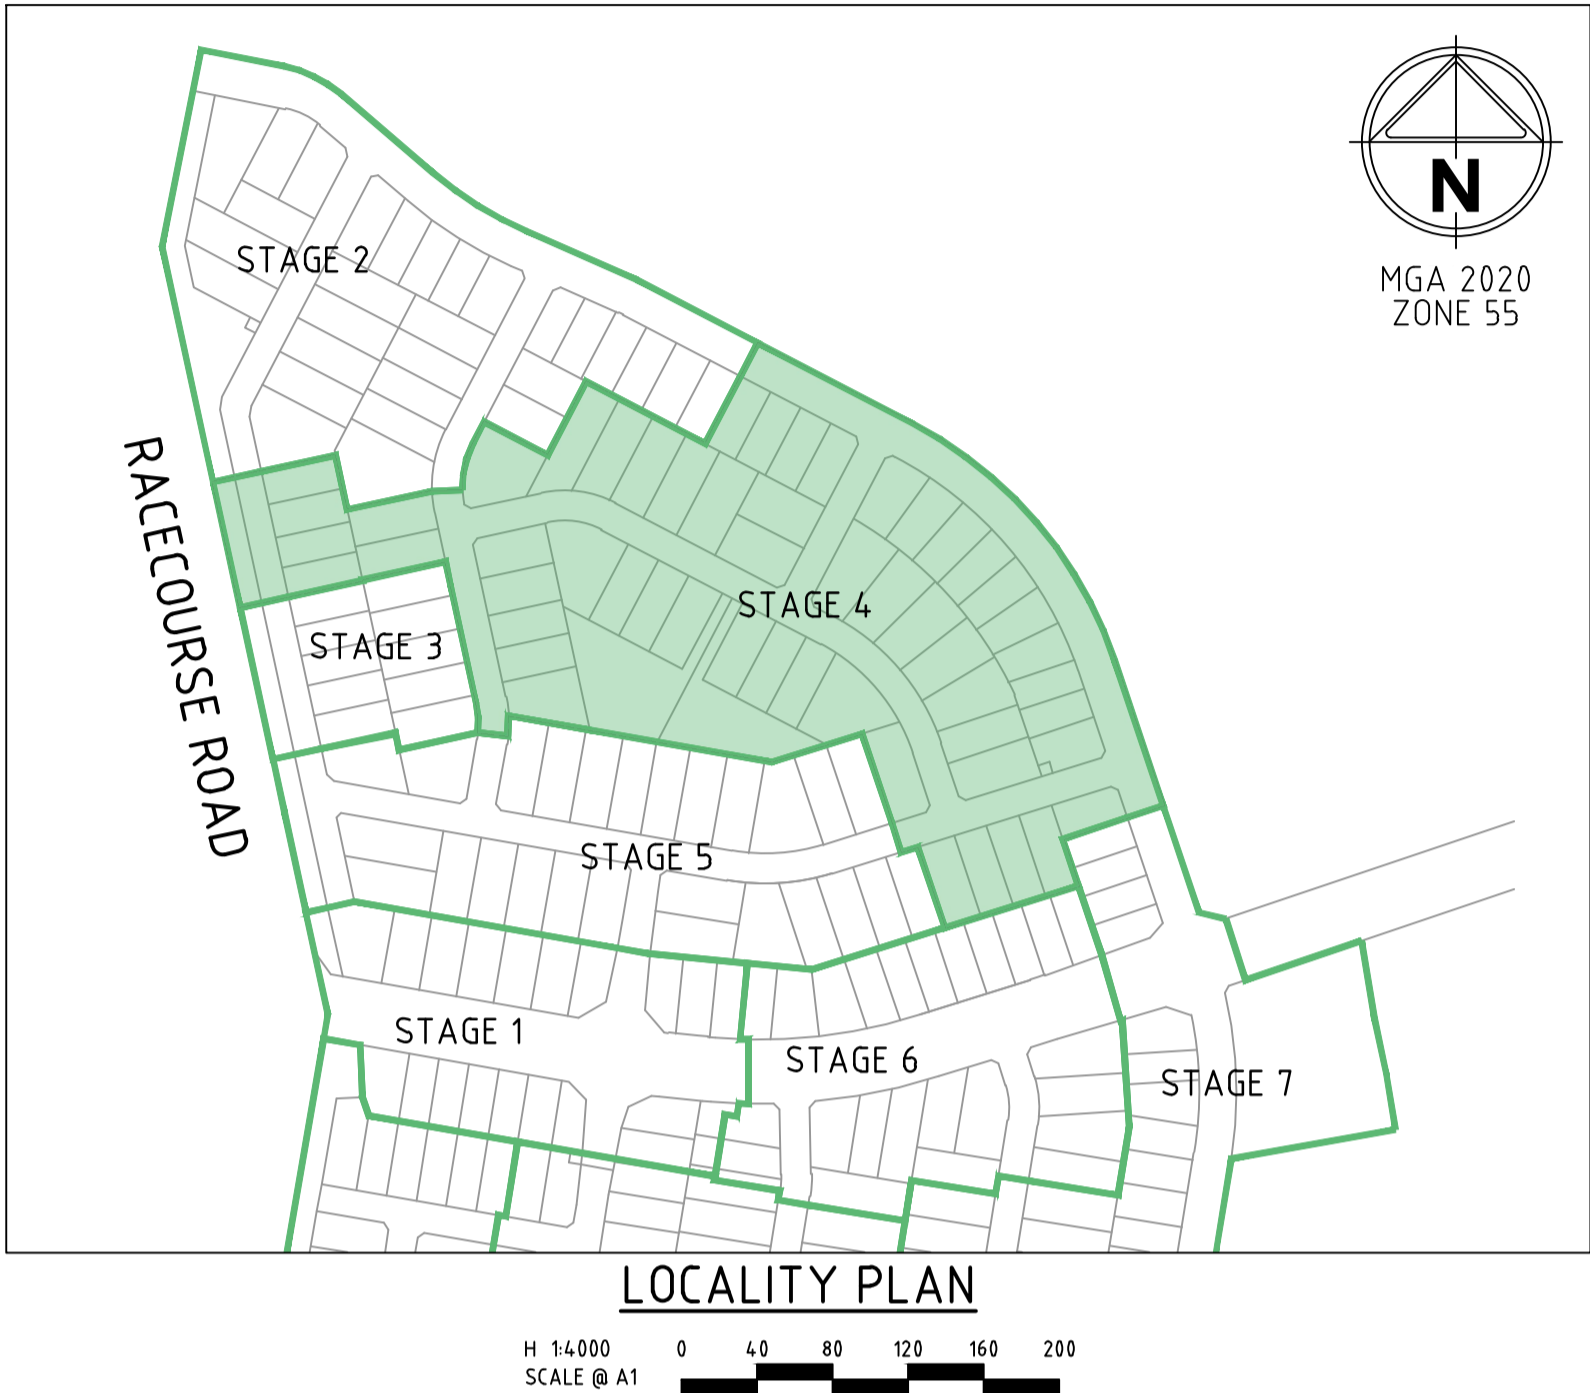 N
MGA 2020
ZONE 55
STAGE 2
RACECOURSE ROAD
STAGE 4
STAGE 3
STAGE 5
STAGE 1
STAGE 6
STAGE 7
LOCALITY PLAN
H 1:4000 0 40 80 120 160 200
SCALE @ A1